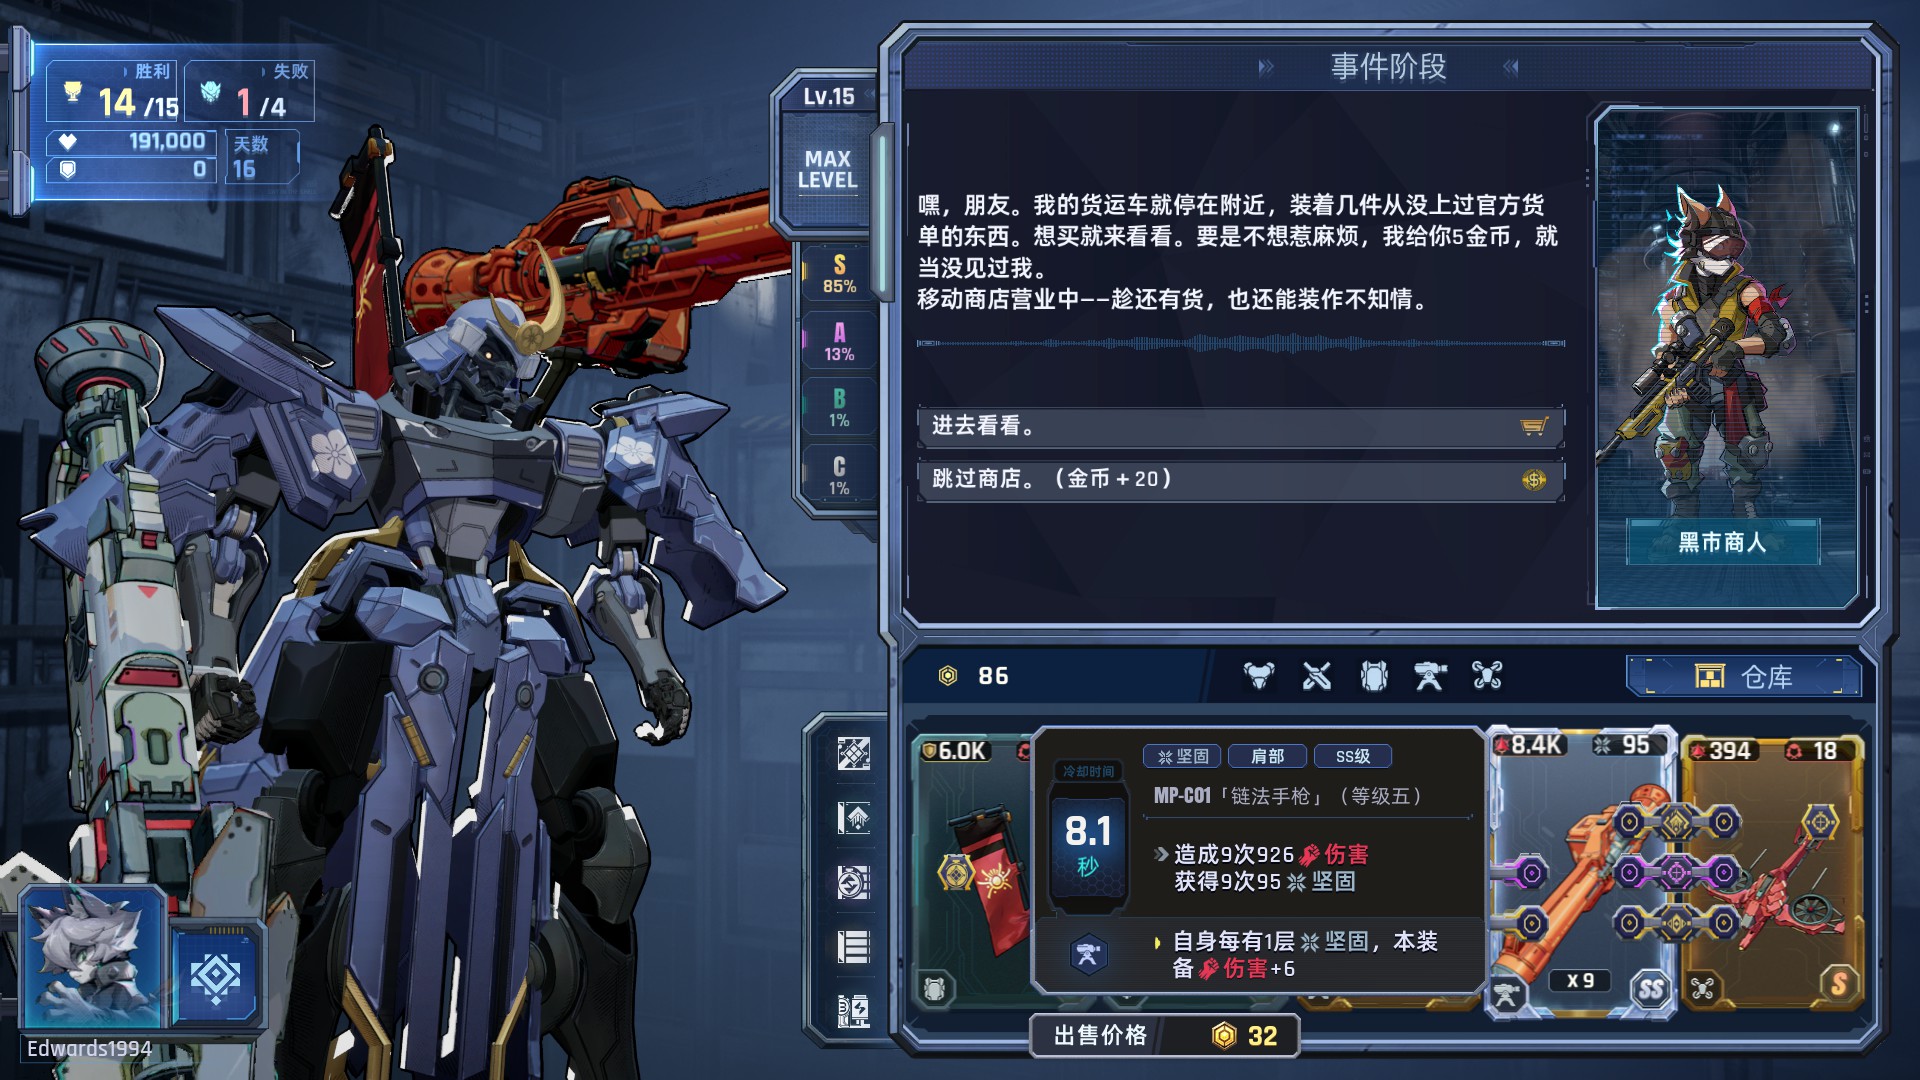 胜利
14 /15
失败
1 /4
191,000
0
天数
16
Lv.15
MAX
LEVEL
S
85%
A
13%
B
1%
C
1%
事件阶段
嘿，朋友。我的货运车就停在附近，装着几件从没上过官方货
单的东西。想买就来看看。要是不想惹麻烦，我给你5金币，就
当没见过我。
移动商店营业中——趁还有货，也还能装作不知情。
进去看看。
跳过商店。（金币+20）
黑市商人
86
仓库
6.0K
冷却时间
8.1
秒
坚固
肩部
SS级
MP-C01「链法手枪」（等级五）
造成9次926伤害
获得9次95坚固
自身每有1层坚固，本装
备伤害+6
出售价格
32
8.4K
95
X9
SS
394
18
S
Edwards1994